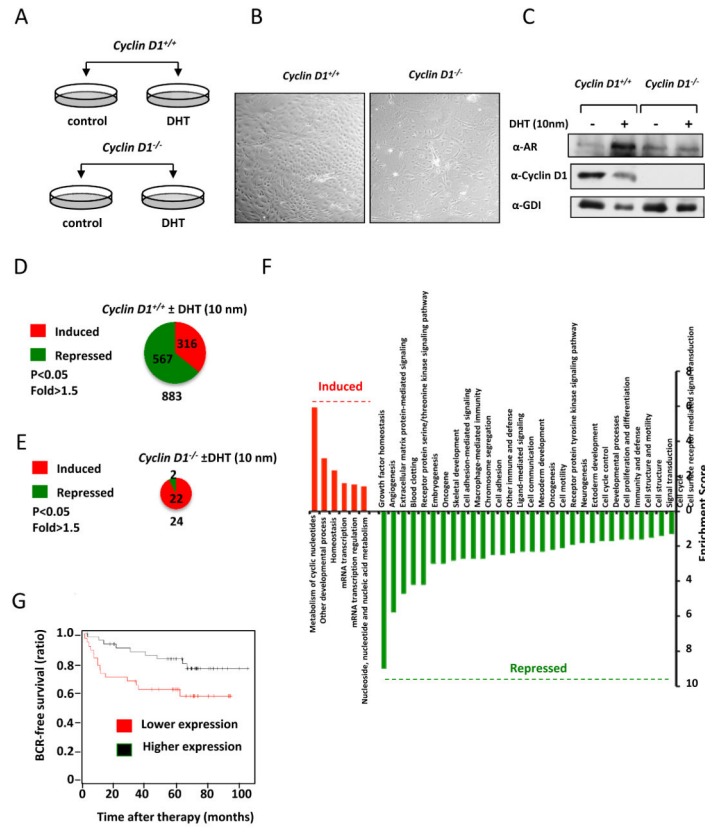 A
Cyclin D1+/+
control
DHT
Cyclin D1-/-
control
DHT
B
Cyclin D1+/+
Cyclin D1-/-
C
Cyclin D1+/+
Cyclin D1-/-
DHT (10nm)
-
+
-
+
α-AR
α-Cyclin D1
α-GDI
D
Cyclin D1+/+ ± DHT (10 nm)
Induced
Repressed
P<0.05
Fold>1.5
316
567
883
E
Cyclin D1-/- ±DHT (10 nm)
Induced
Repressed
P<0.05
Fold>1.5
2
22
24
F
Induced
Metabolism of cyclic nucleotides
Other developmental process
Homeostasis
mRNA transcription
mRNA transcription regulation
Nucleoside, nucleotide and nucleic acid metabolism
Growth factor homeostasis
Angiogenesis
Extracellular matrix protein-mediated signaling
Blood clotting
Receptor protein serine/threonine kinase signaling pathway
Embryogenesis
Oncogene
Skeletal development
Cell adhesion-mediated signaling
Macrophage-mediated immunity
Chromosome segregation
Cell adhesion
Other immune and defense
Ligand-mediated signaling
Cell communication
Mesoderm development
Oncogenesis
Cell motility
Receptor protein tyrosine kinase signaling pathway
Neurogenesis
Ectoderm development
Cell cycle control
Developmental processes
Cell proliferation and differentiation
Immunity and defense
Cell structure and motility
Cell structure
Signal transduction
Cell cycle
Cell surface receptor mediated signal transduction
8
6
4
2
0
2
4
6
8
10
Enrichment Score
Repressed
G
BCR-free survival (ratio)
1.0
0.8
0.6
0.4
0.2
0
Lower expression
Higher expression
0
20
40
60
80
100
Time after therapy (months)